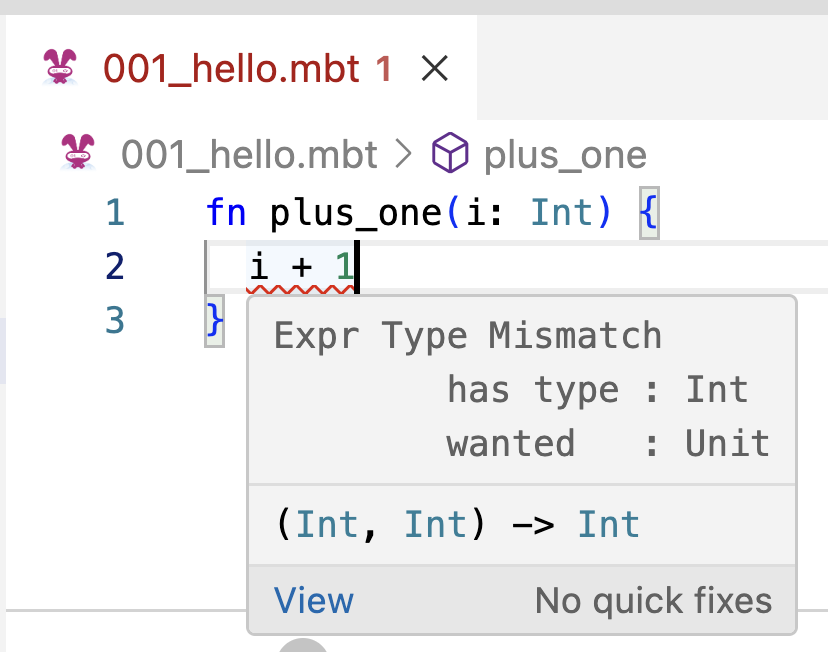 001_hello.mbt 1
001_hello.mbt > plus_one
1 fn plus_one(i: Int) {
2 i + 1
3 }
Expr Type Mismatch
has type : Int
wanted : Unit
(Int, Int) -> Int
View No quick fixes